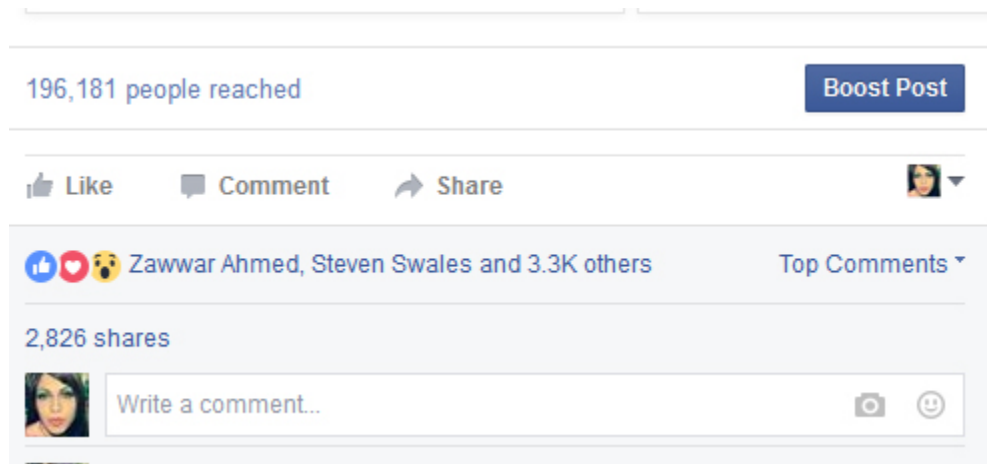 196,181 people reached
Boost Post
Like Comment Share
Zawwar Ahmed, Steven Swales and 3.3K others
Top Comments
2,826 shares
Write a comment...